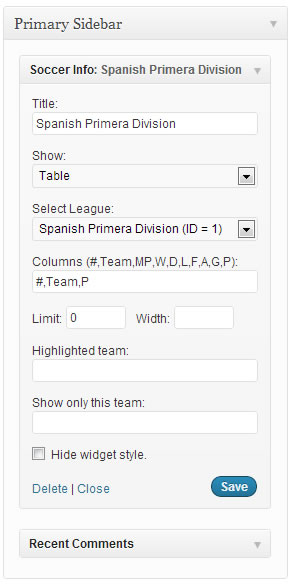 Primary Sidebar
Soccer Info: Spanish Primera Division
Title:
Spanish Primera Division
Show:
Table
Select League:
Spanish Primera Division (ID = 1)
Columns (#,Team,MP,W,D,L,F,A,G,P):
#,Team,P
Limit: 0 Width:
Highlighted team:
Show only this team:
Hide widget style.
Delete | Close Save
Recent Comments